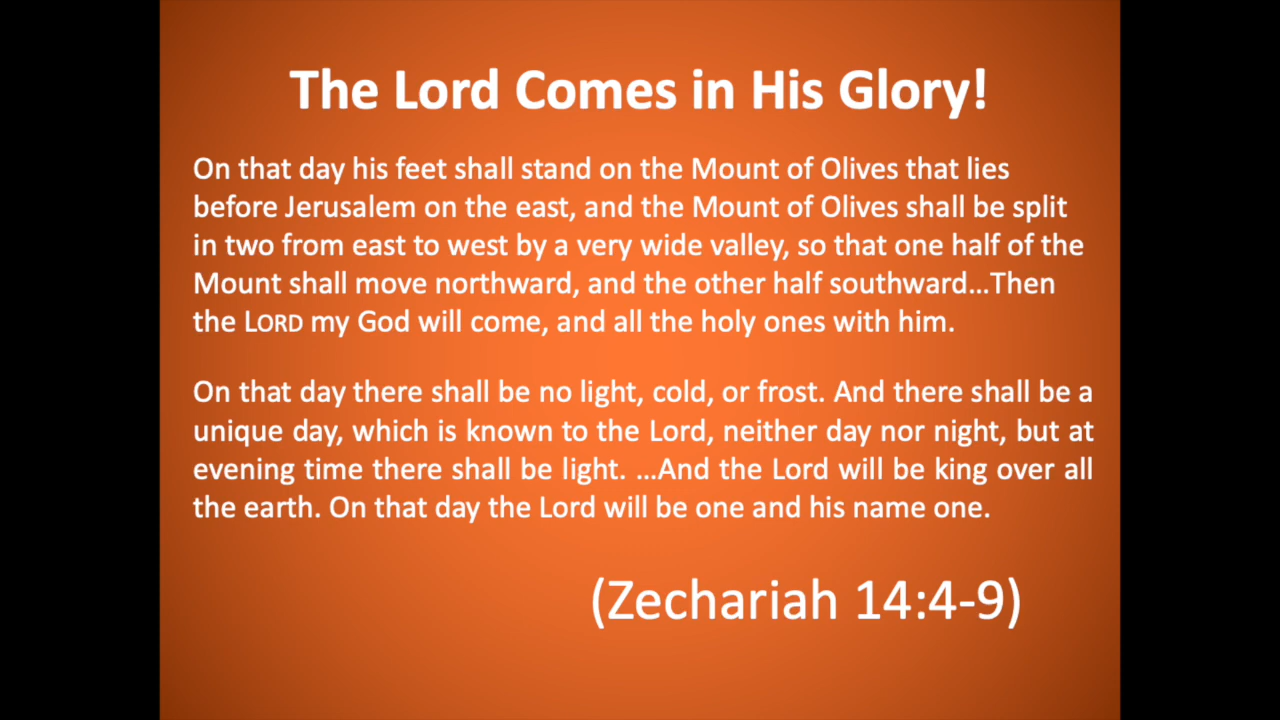 The Lord Comes in His Glory!
On that day his feet shall stand on the Mount of Olives that lies
before Jerusalem on the east, and the Mount of Olives shall be split
in two from east to west by a very wide valley, so that one half of the
Mount shall move northward, and the other half southward…Then
the LORD my God will come, and all the holy ones with him.
On that day there shall be no light, cold, or frost. And there shall be a
unique day, which is known to the Lord, neither day nor night, but at
evening time there shall be light. …And the Lord will be king over all
the earth. On that day the Lord will be one and his name one.
(Zechariah 14:4-9)